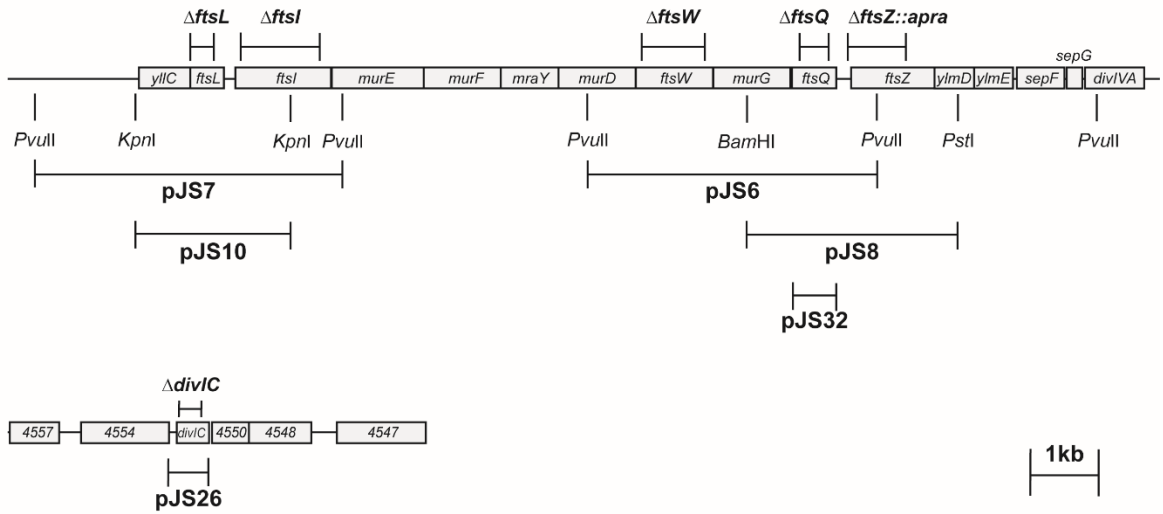 ΔftsL ΔftsI ΔftsW ΔftsQ ΔftsZ::apra
sepG
yllC ftsL ftsI murE murF mraY murD ftsW murG ftsQ ftsZ ylmD ylmE sepF divIVA
PvuII KpnI KpnI PvuII PvuII BamHI PvuII PstI PvuII
pJS7 pJS6
pJS10 pJS8
pJS32
ΔdivIC
4557 4554 divIC 4550 4548 4547
1kb
pJS26